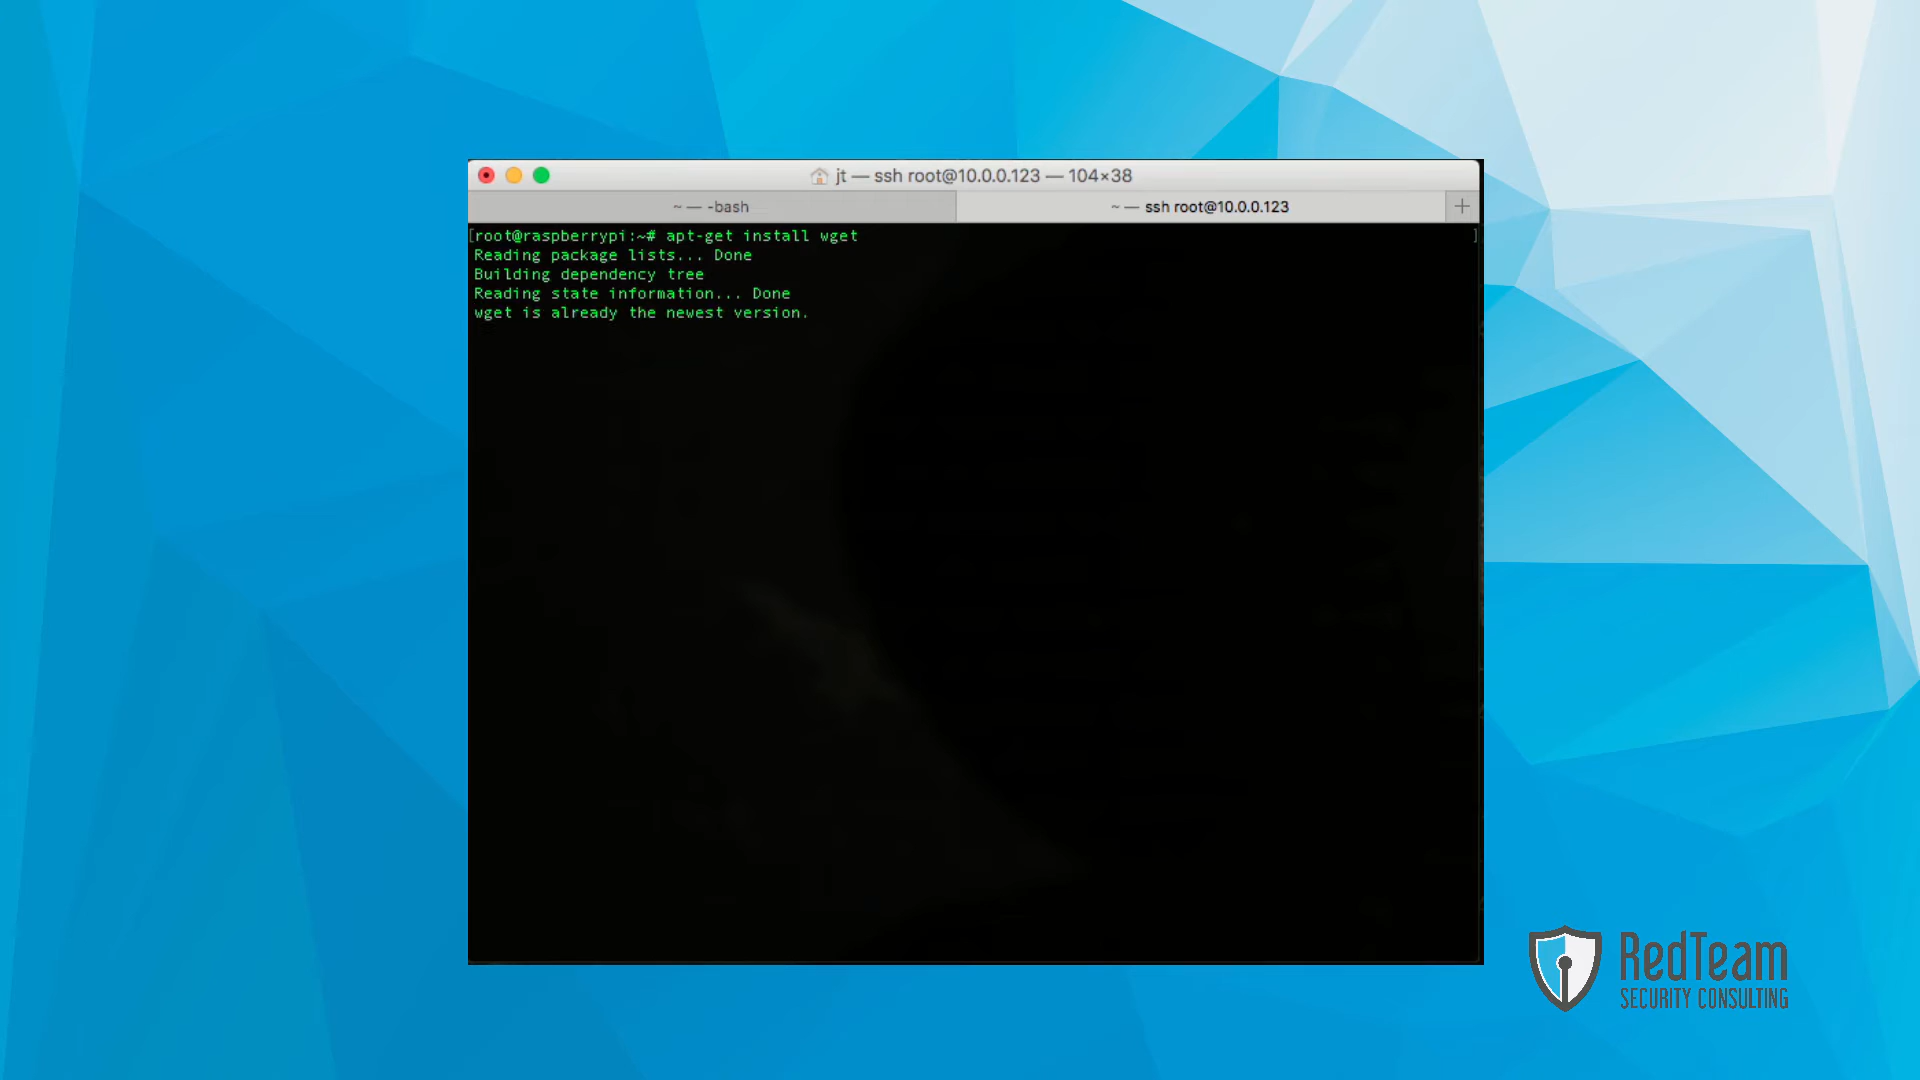 jt — ssh root@10.0.0.123 — 104×38
~ — -bash
~ — ssh root@10.0.0.123
[root@raspberrypi:~# apt-get install wget ]
Reading package lists... Done
Building dependency tree
Reading state information... Done
wget is already the newest version.
RedTeam
SECURITY CONSULTING